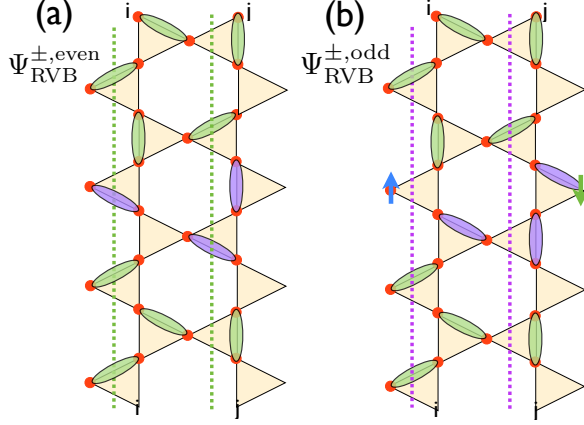 (a)
i
j
Ψ^{±,even}_{RVB}
i
j
(b)
i
j
Ψ^{±,odd}_{RVB}
i
j